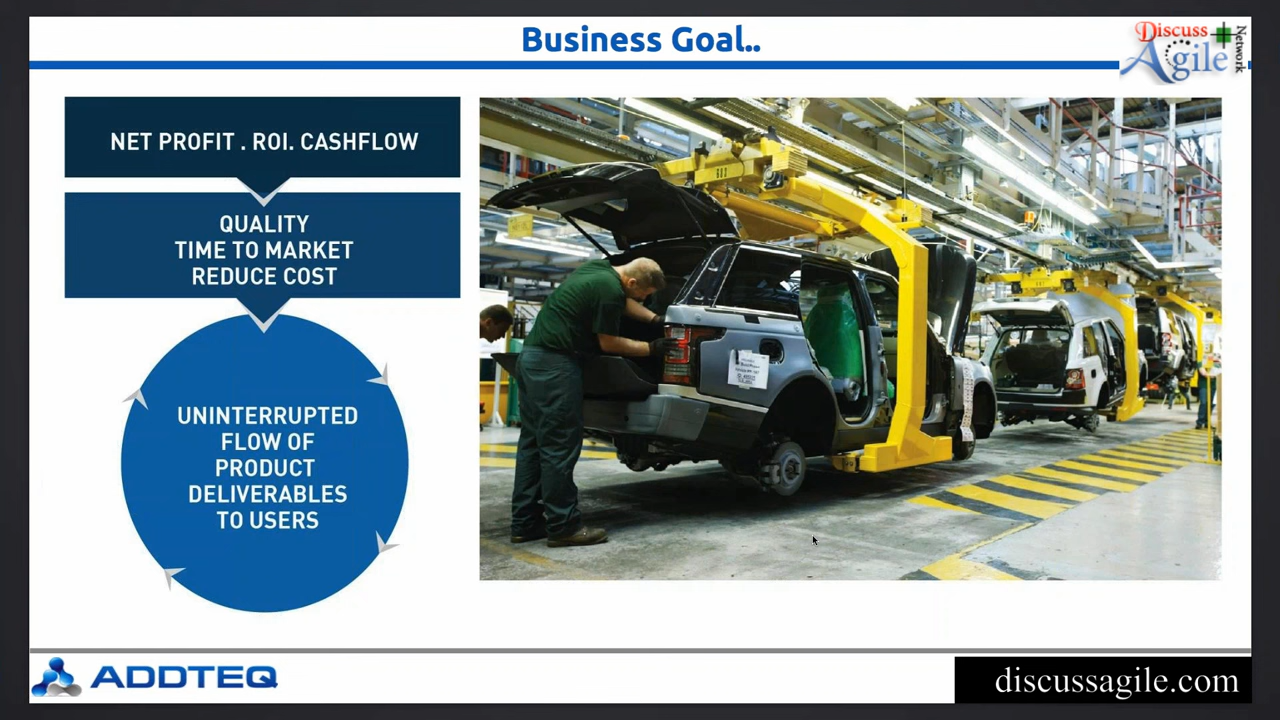 Business Goal..
Discuss
Agile
Network
NET PROFIT . ROI. CASHFLOW
QUALITY
TIME TO MARKET
REDUCE COST
UNINTERRUPTED
FLOW OF
PRODUCT
DELIVERABLES
TO USERS
ADDTEQ
discussagile.com